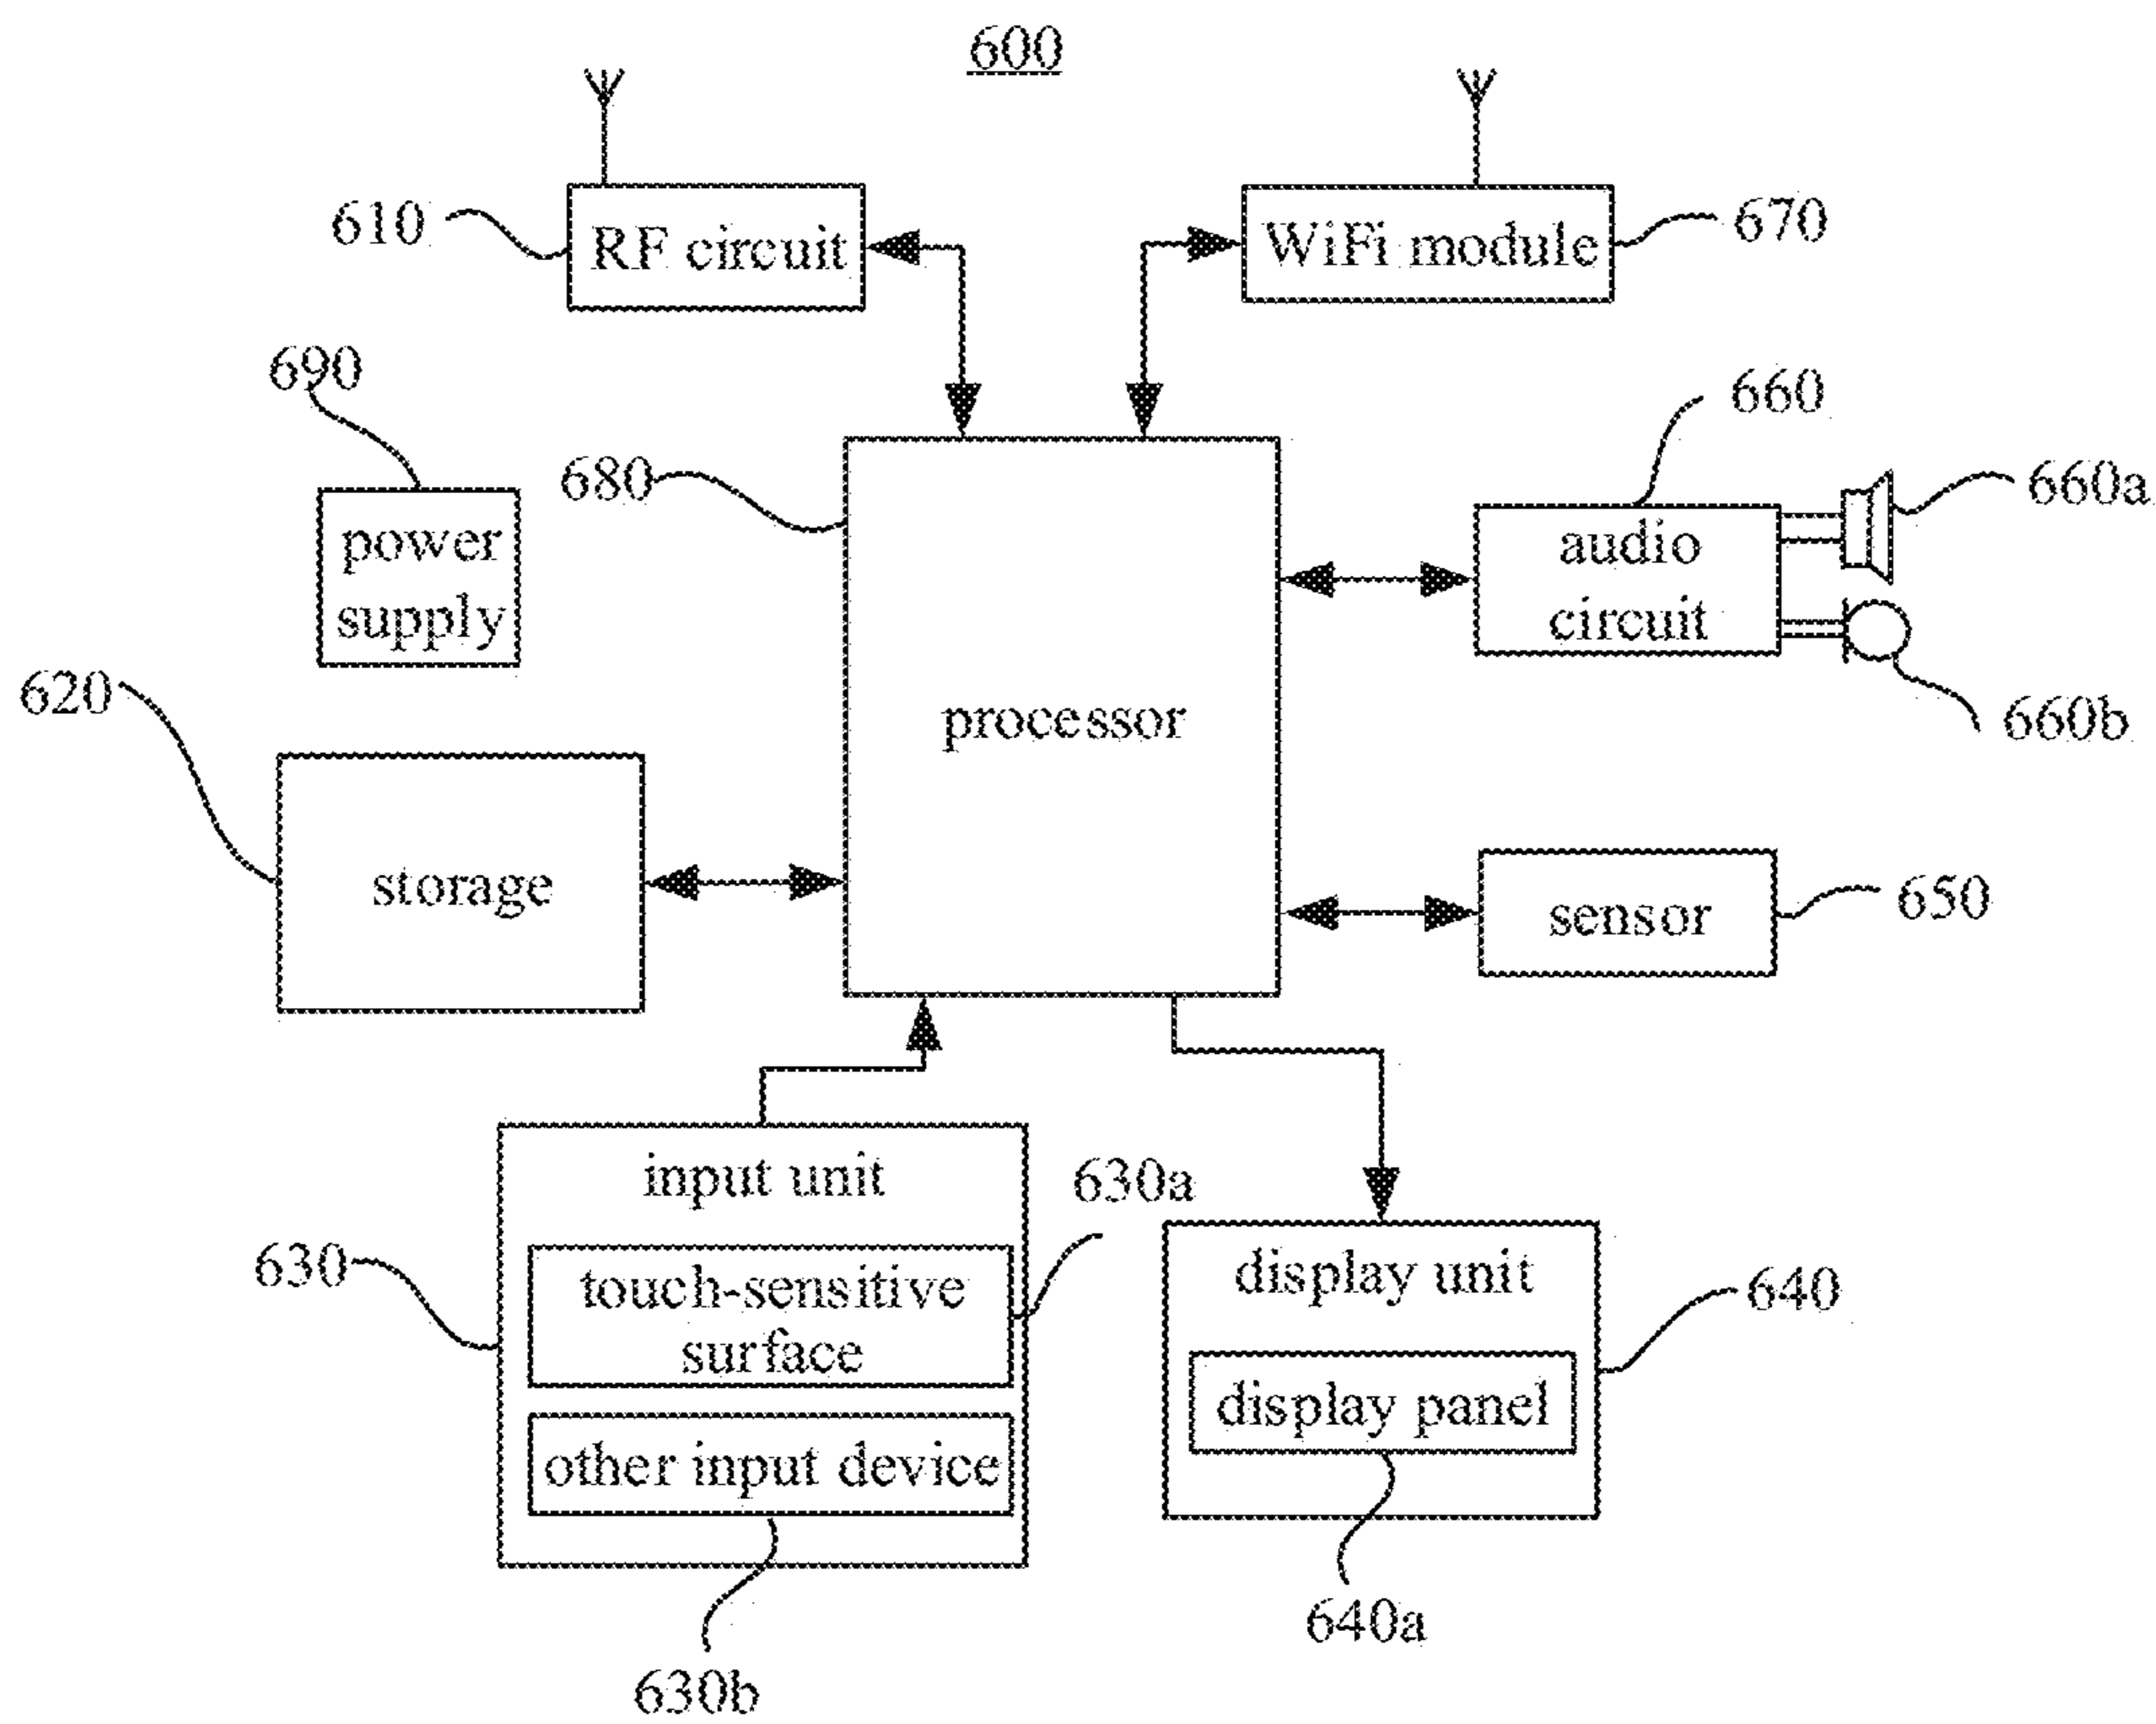 600
610
RF circuit
WiFi module
670
690
power
supply
680
processor
660
audio
circuit
660a
660b
620
storage
sensor
650
input unit
630a
630
touch-sensitive
surface
other input device
630b
display unit
640
display panel
640a